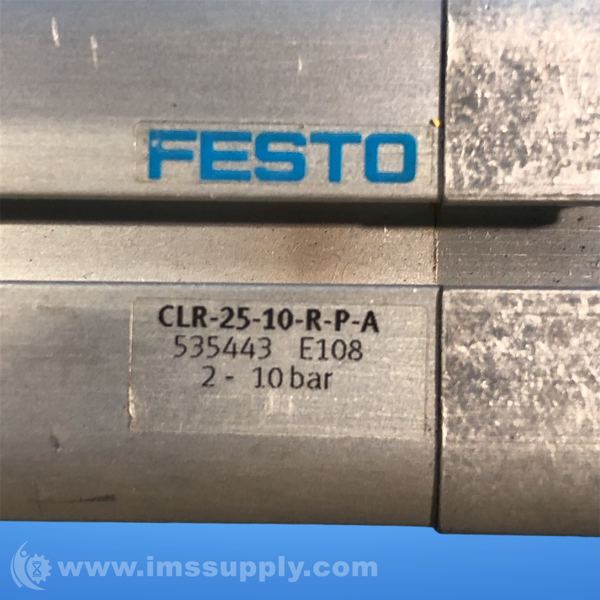 FESTO
CLR-25-10-R-P-A
535443 E108
2 - 10 bar
www.imssupply.com